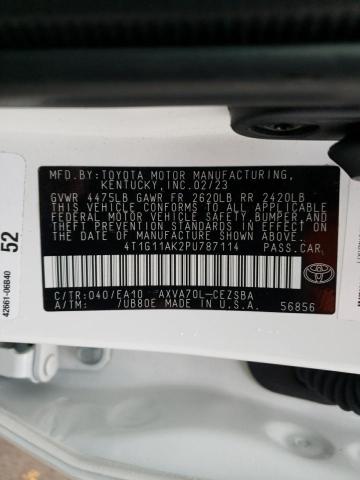 MFD.BY:TOYOTA MOTOR MANUFACTURING,
KENTUCKY,INC.02/23
GVWR 4475LB GAWR FR 2620LB RR 2420LB
THIS VEHICLE CONFORMS TO ALL APPLICABLE
FEDERAL MOTOR VEHICLE SAFETY, BUMPER, AND
THEFT PREVENTION STANDARDS IN EFFECT ON
THE DATE OF MANUFACTURE SHOWN ABOVE.
4T1G11AK2PU787114 PASS.CAR
C/TR:040/EA10 AXVA70L-CEZSBA
A/TM: /UB80E MADE IN U.S.A. 56856
52
42661-06B40